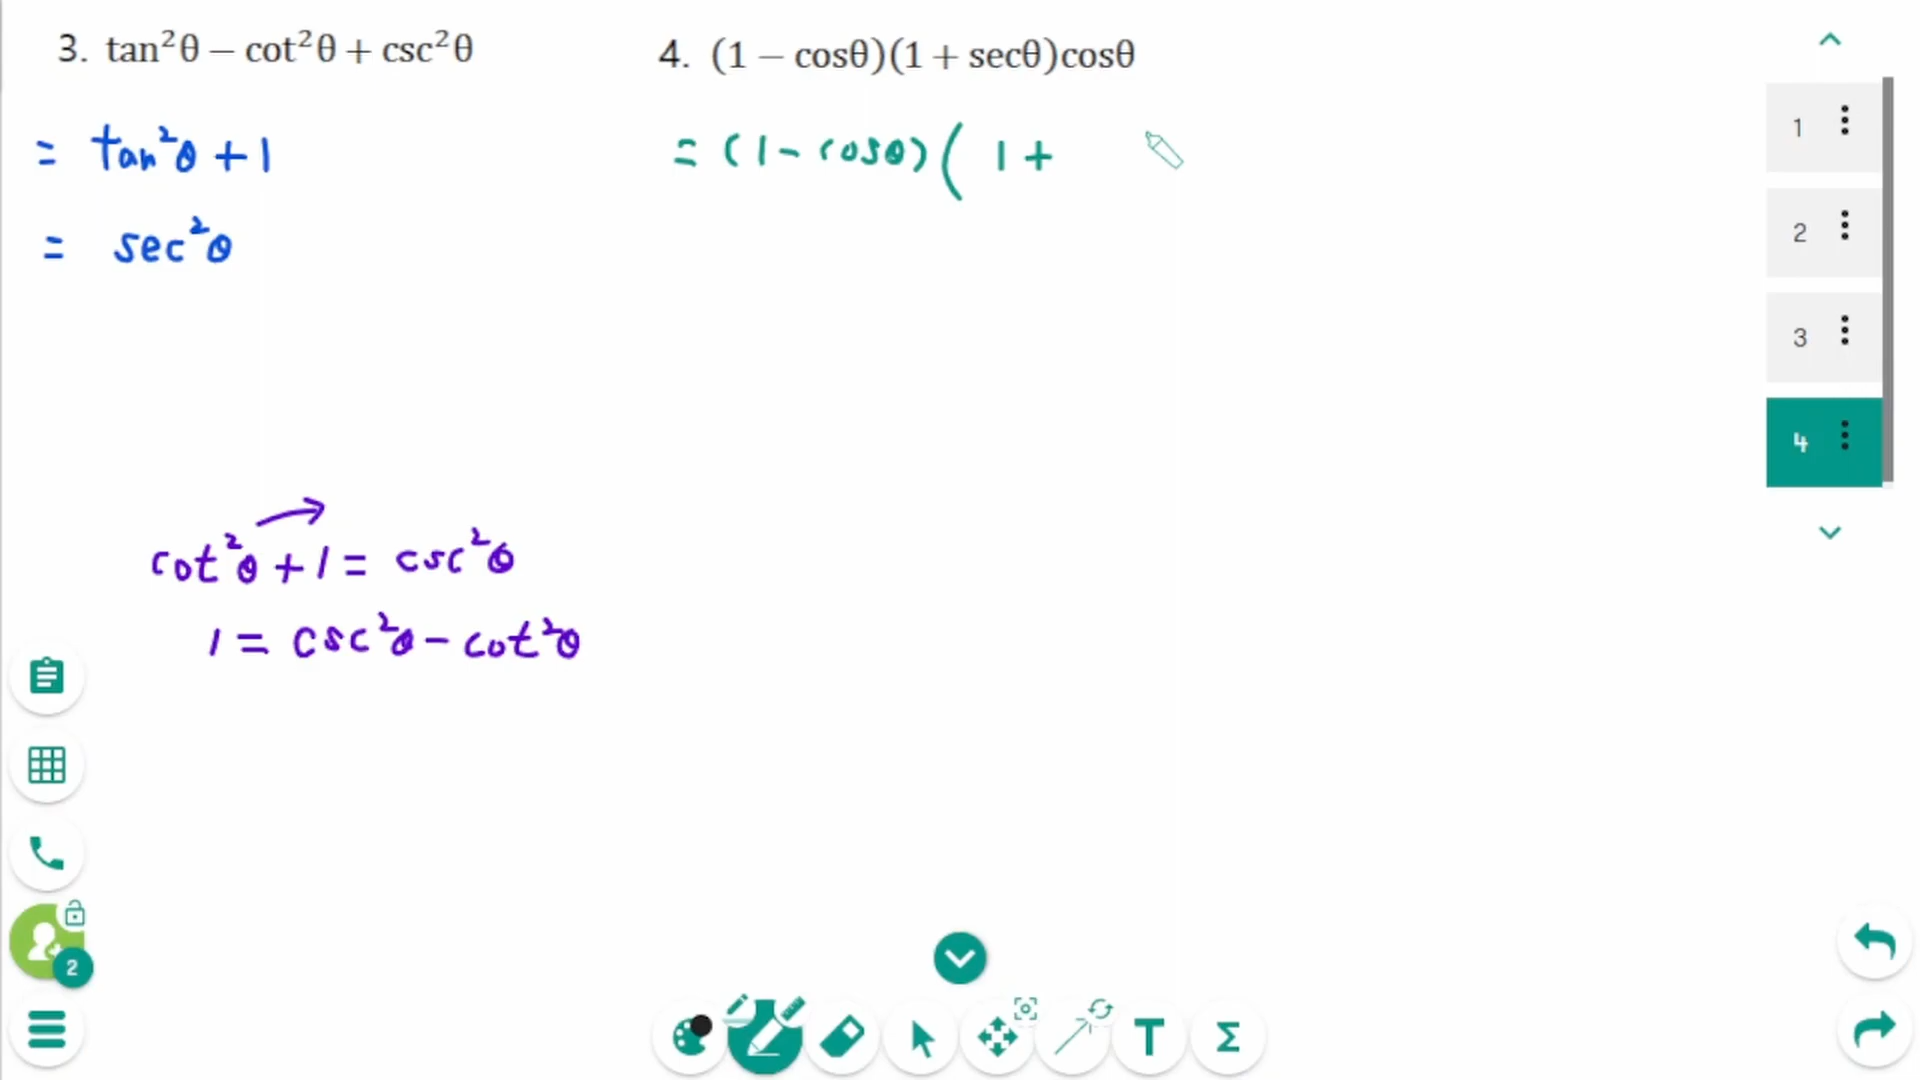 3. tan²θ − cot²θ + csc²θ
= tan²θ + 1
= sec²θ
cot²θ + 1 = csc²θ
1 = csc²θ − cot²θ
4. (1 − cosθ)(1 + secθ)cosθ
= (1 − cosθ)( 1 +
1
2
3
4
2
T
Σ